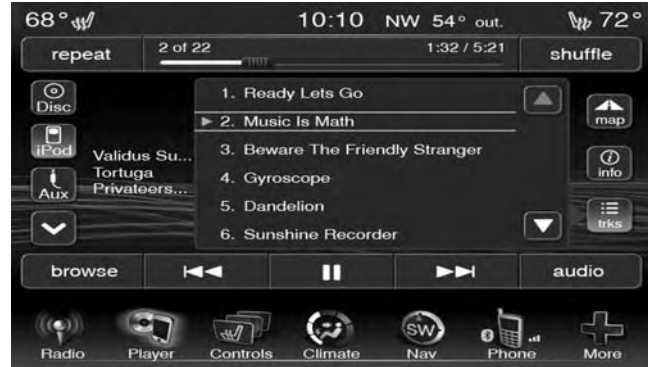 68° 10:10 NW 54° out. 72°
repeat 2 of 22 1:32 / 5:21 shuffle
Disc
iPod
Aux
Validus Su...
Tortuga
Privateers...
1. Ready Lets Go
2. Music Is Math
3. Beware The Friendly Stranger
4. Gyroscope
5. Dandelion
6. Sunshine Recorder
map
info
trks
browse audio
SW
Radio Player Controls Climate Nav Phone More